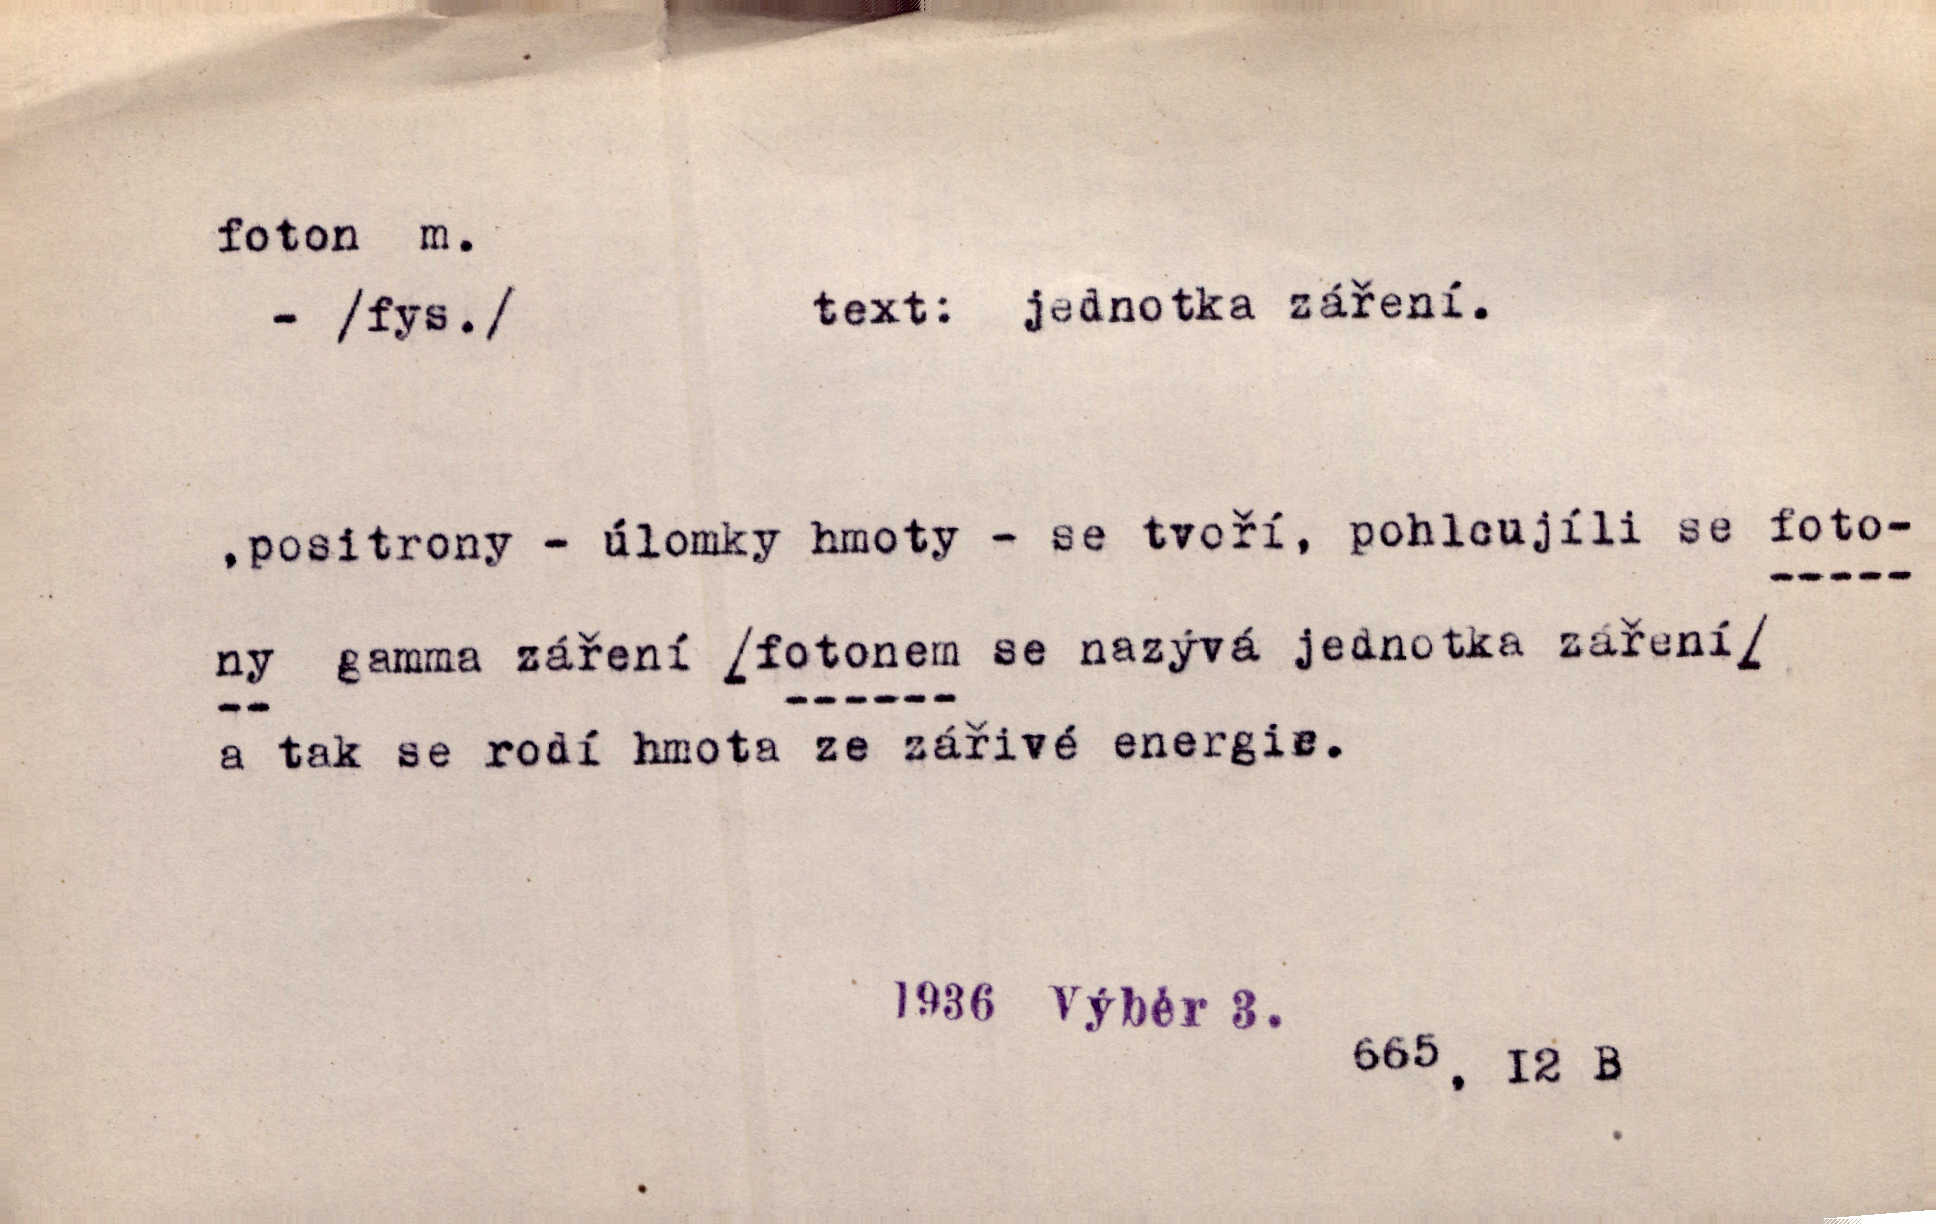 foton m.
- /fys./ text: jednotka záření.
,positrony - úlomky hmoty - se tvoří, pohlcujíli se foto-
ny gamma záření /fotonem se nazývá jednotka záření/
a tak se rodí hmota ze zářivé energie.
1936 Výběr 3.
665, I2 B